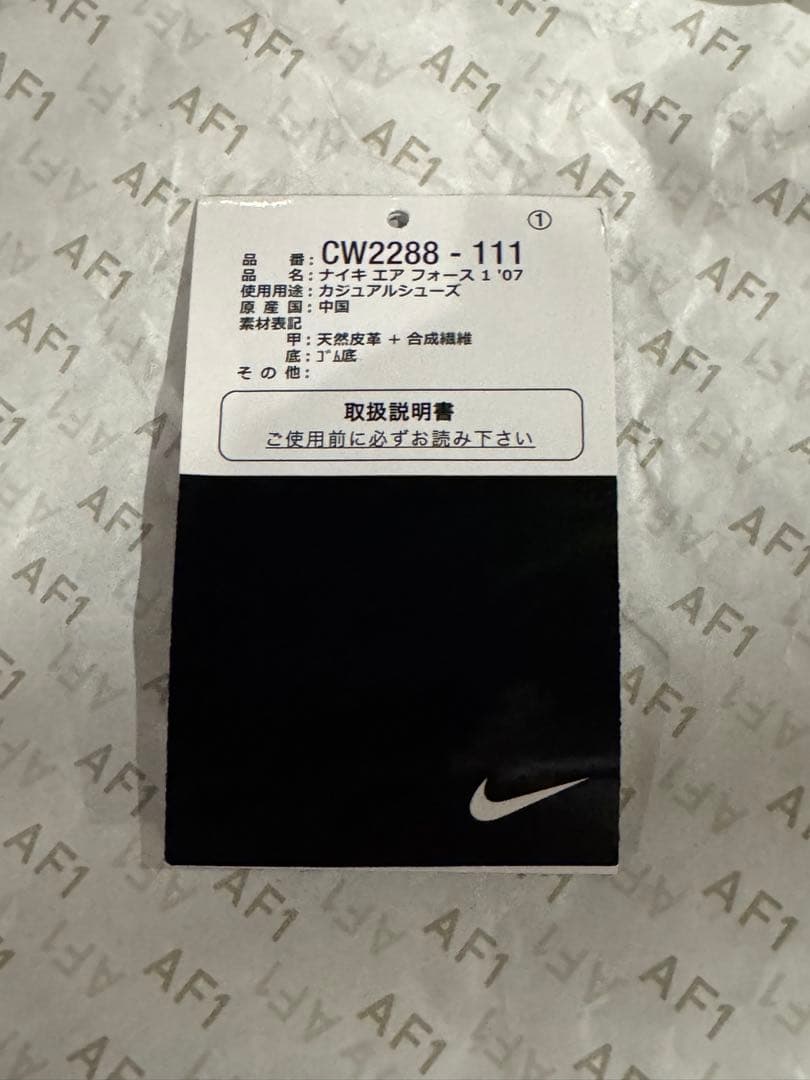 ①
品番: CW2288 - 111
品名: ナイキ エア フォース 1 '07
使用用途: カジュアルシューズ
原産国: 中国
素材表記
甲: 天然皮革 + 合成繊維
底: ゴム底
その他:
取扱説明書
ご使用前に必ずお読み下さい
AF1